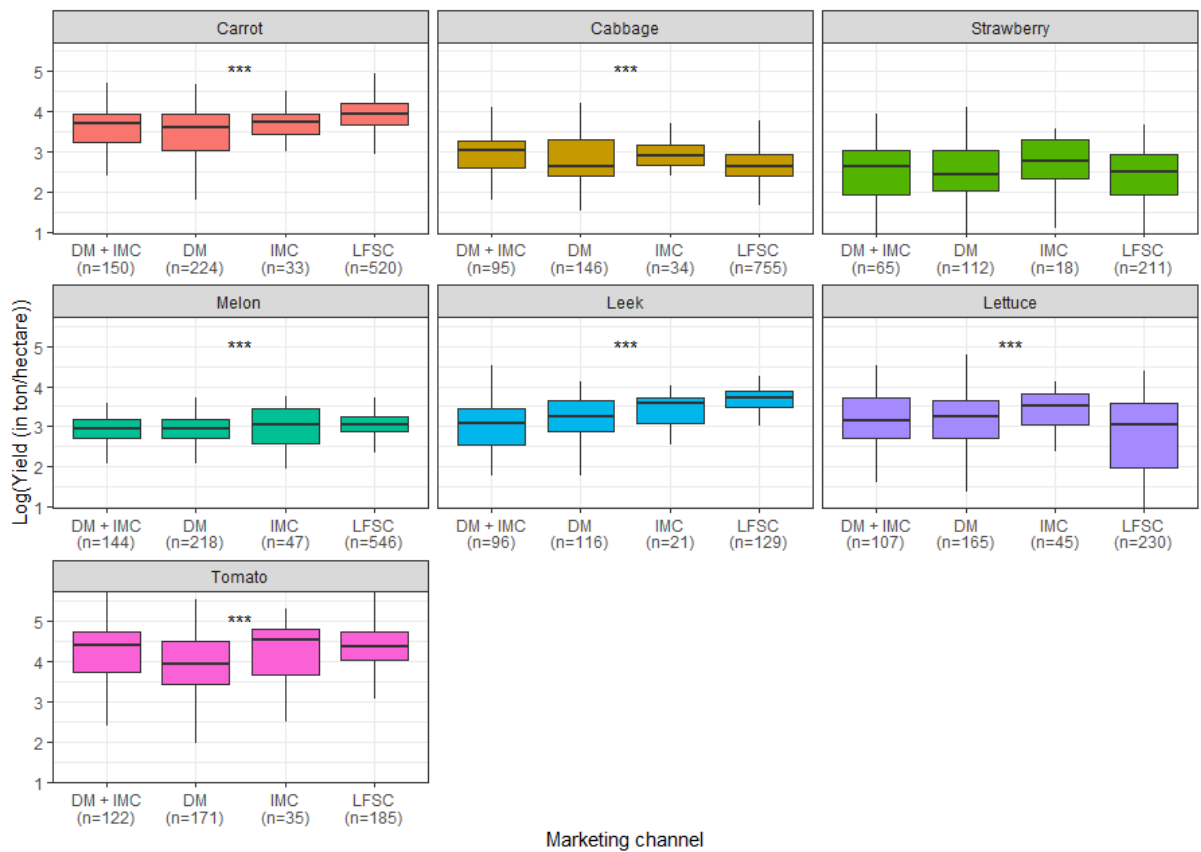 Carrot
Cabbage
Strawberry
***
***
5
4
3
2
1
DM + IMC DM IMC LFSC
(n=150) (n=224) (n=33) (n=520)
DM + IMC DM IMC LFSC
(n=95) (n=146) (n=34) (n=755)
DM + IMC DM IMC LFSC
(n=65) (n=112) (n=18) (n=211)
Log(Yield (in ton/hectare))
Melon
Leek
Lettuce
***
***
***
5
4
3
2
1
DM + IMC DM IMC LFSC
(n=144) (n=218) (n=47) (n=546)
DM + IMC DM IMC LFSC
(n=96) (n=116) (n=21) (n=129)
DM + IMC DM IMC LFSC
(n=107) (n=165) (n=45) (n=230)
Tomato
***
5
4
3
2
1
DM + IMC DM IMC LFSC
(n=122) (n=171) (n=35) (n=185)
Marketing channel